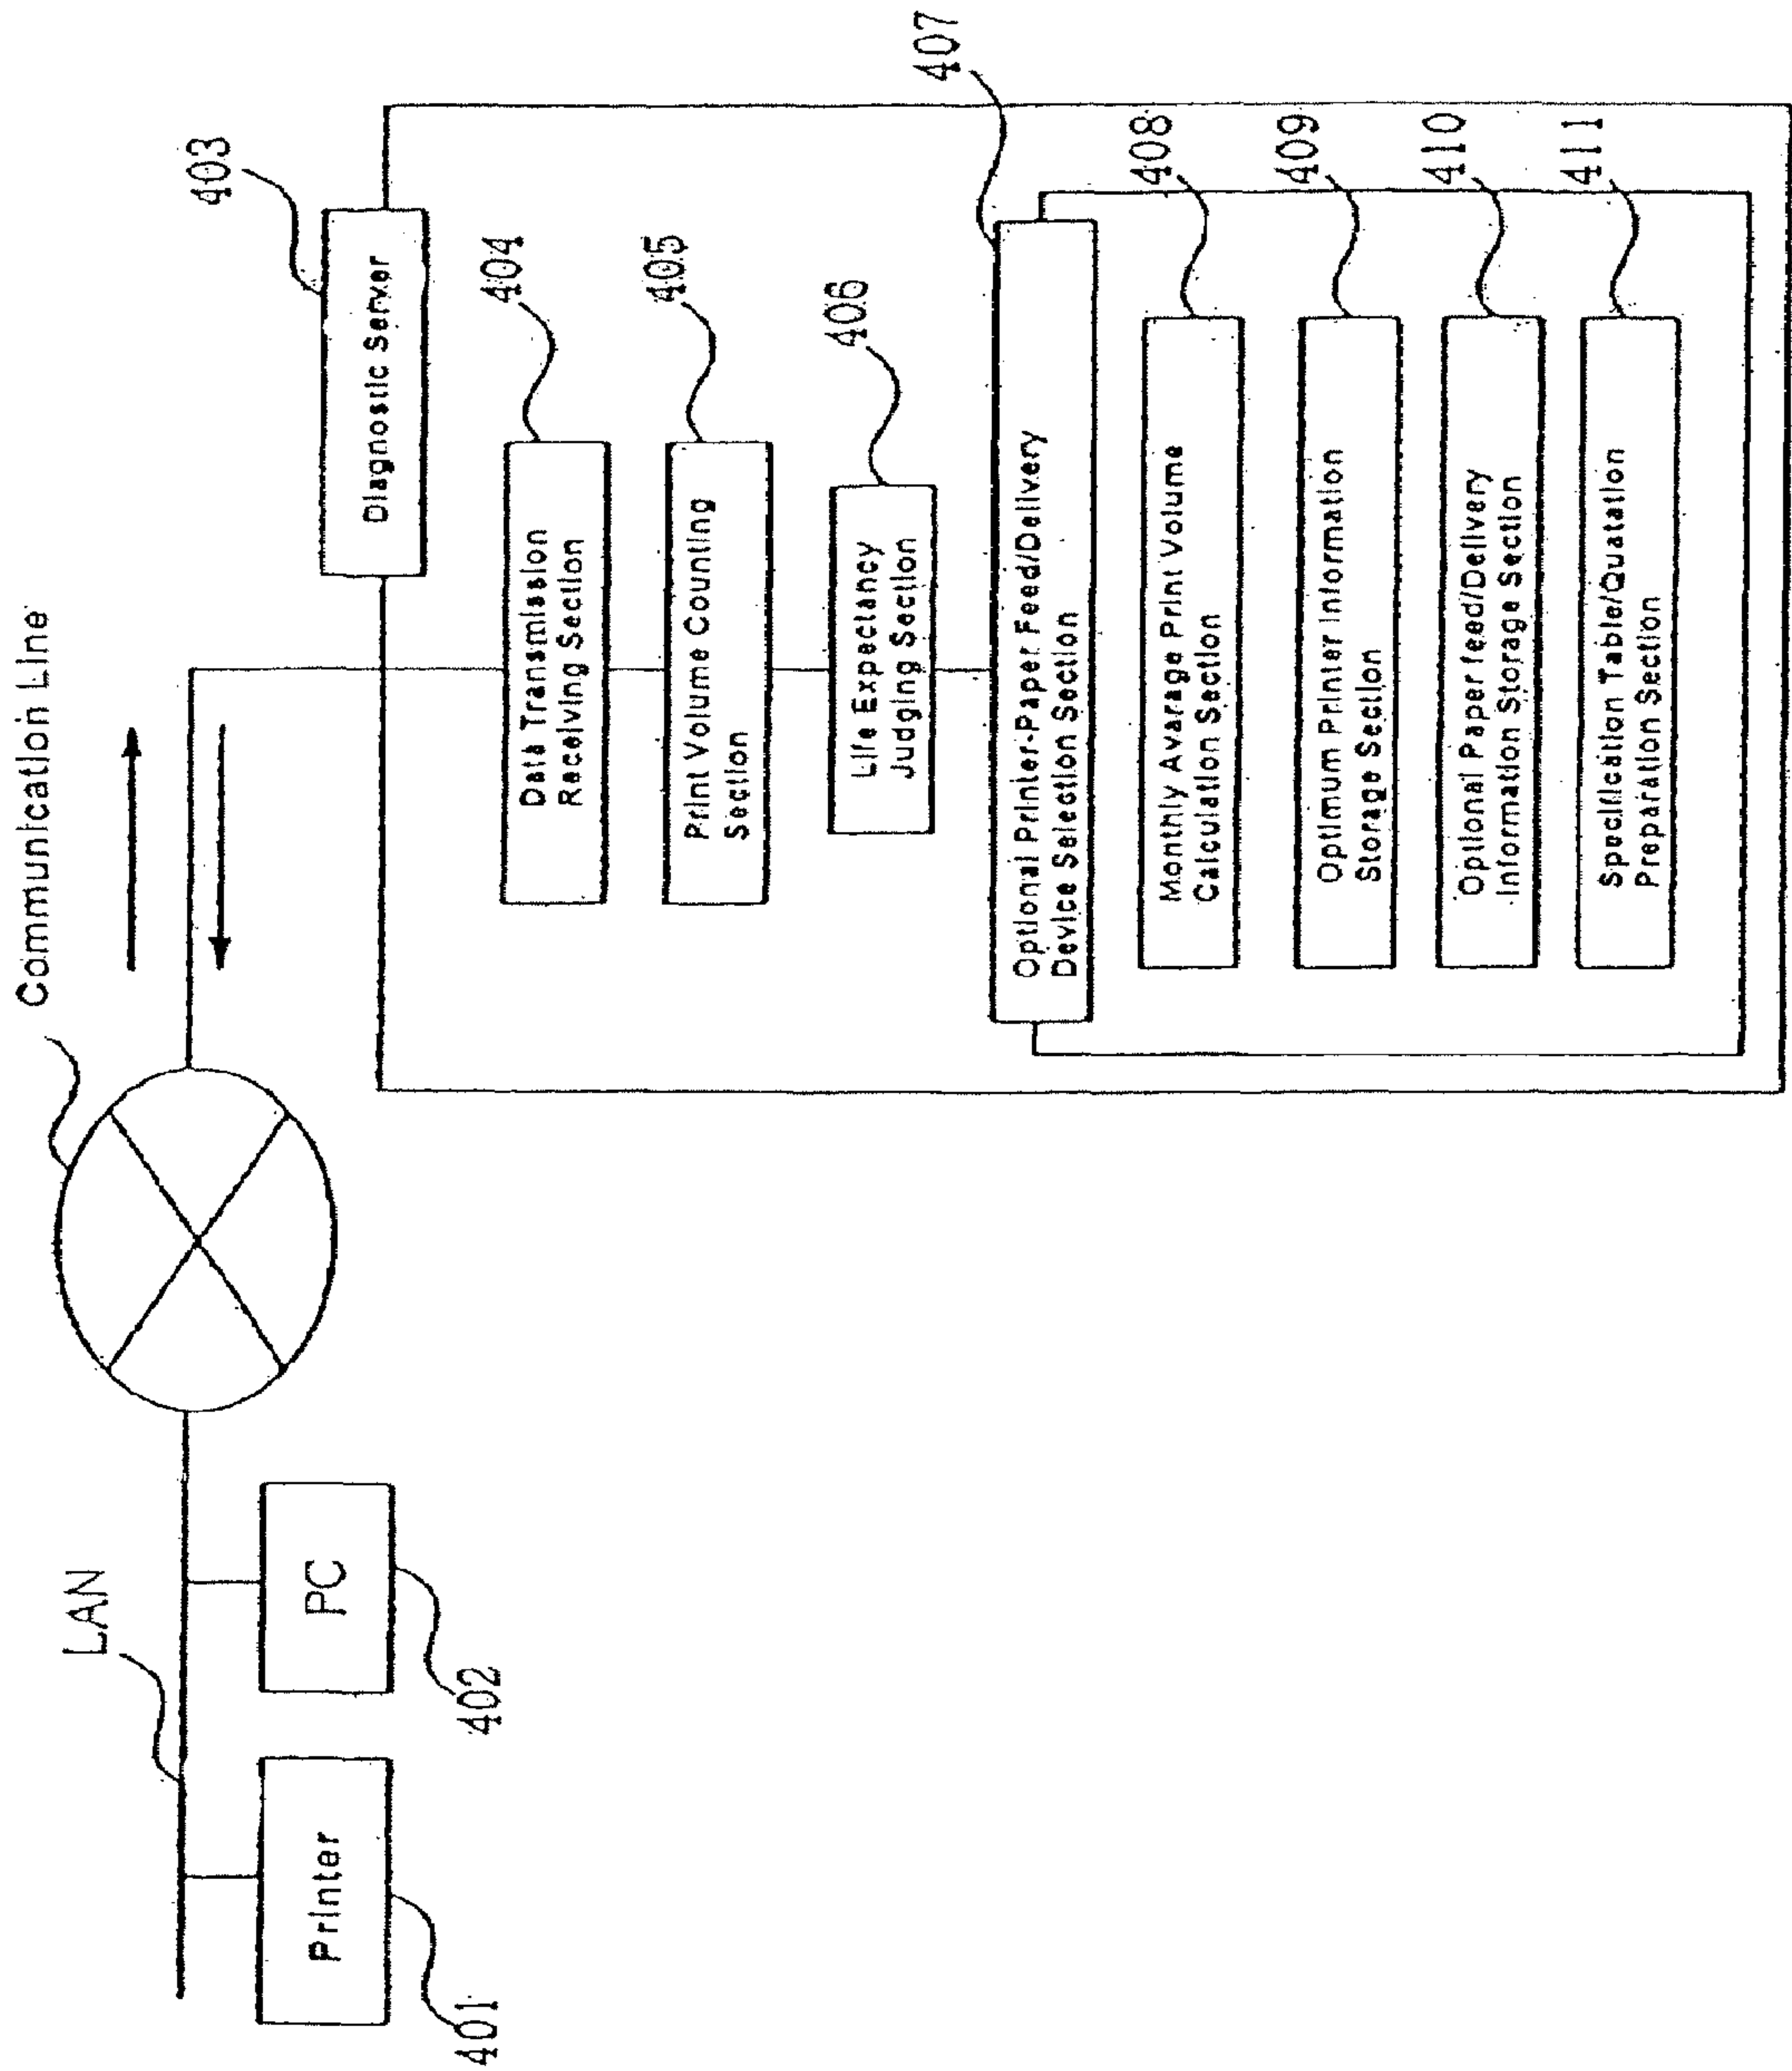 Communication Line
LAN
Printer
401
PC
402
Diagnostic Server
403
Data Transmission
Receiving Section
404
Print Volume Counting
Section
405
Life Expectancy
Judging Section
406
Optional Printer-Paper Feed/Delivery
Device Selection Section
407
Monthly Avarage Print Volume
Calculation Section
408
Optimum Printer Information
Storage Section
409
Optional Paper feed/Delivery
Information Storage Section
410
Specification Table/Quatation
Preparation Section
411